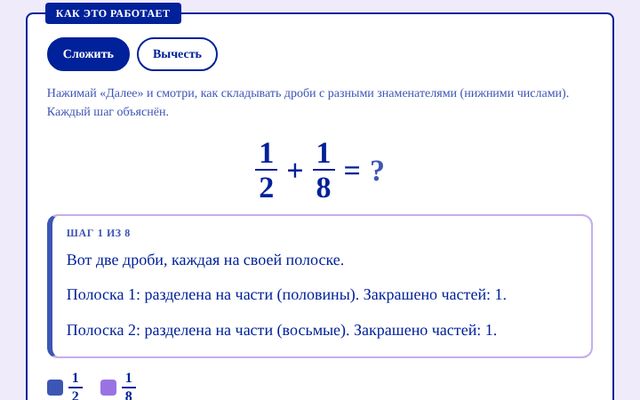 КАК ЭТО РАБОТАЕТ
Сложить Вычесть
Нажимай «Далее» и смотри, как складывать дроби с разными знаменателями (нижними числами).
Каждый шаг объяснён.
1/2 + 1/8 = ?
ШАГ 1 ИЗ 8
Вот две дроби, каждая на своей полоске.
Полоска 1: разделена на части (половины). Закрашено частей: 1.
Полоска 2: разделена на части (восьмые). Закрашено частей: 1.
1/2 1/8